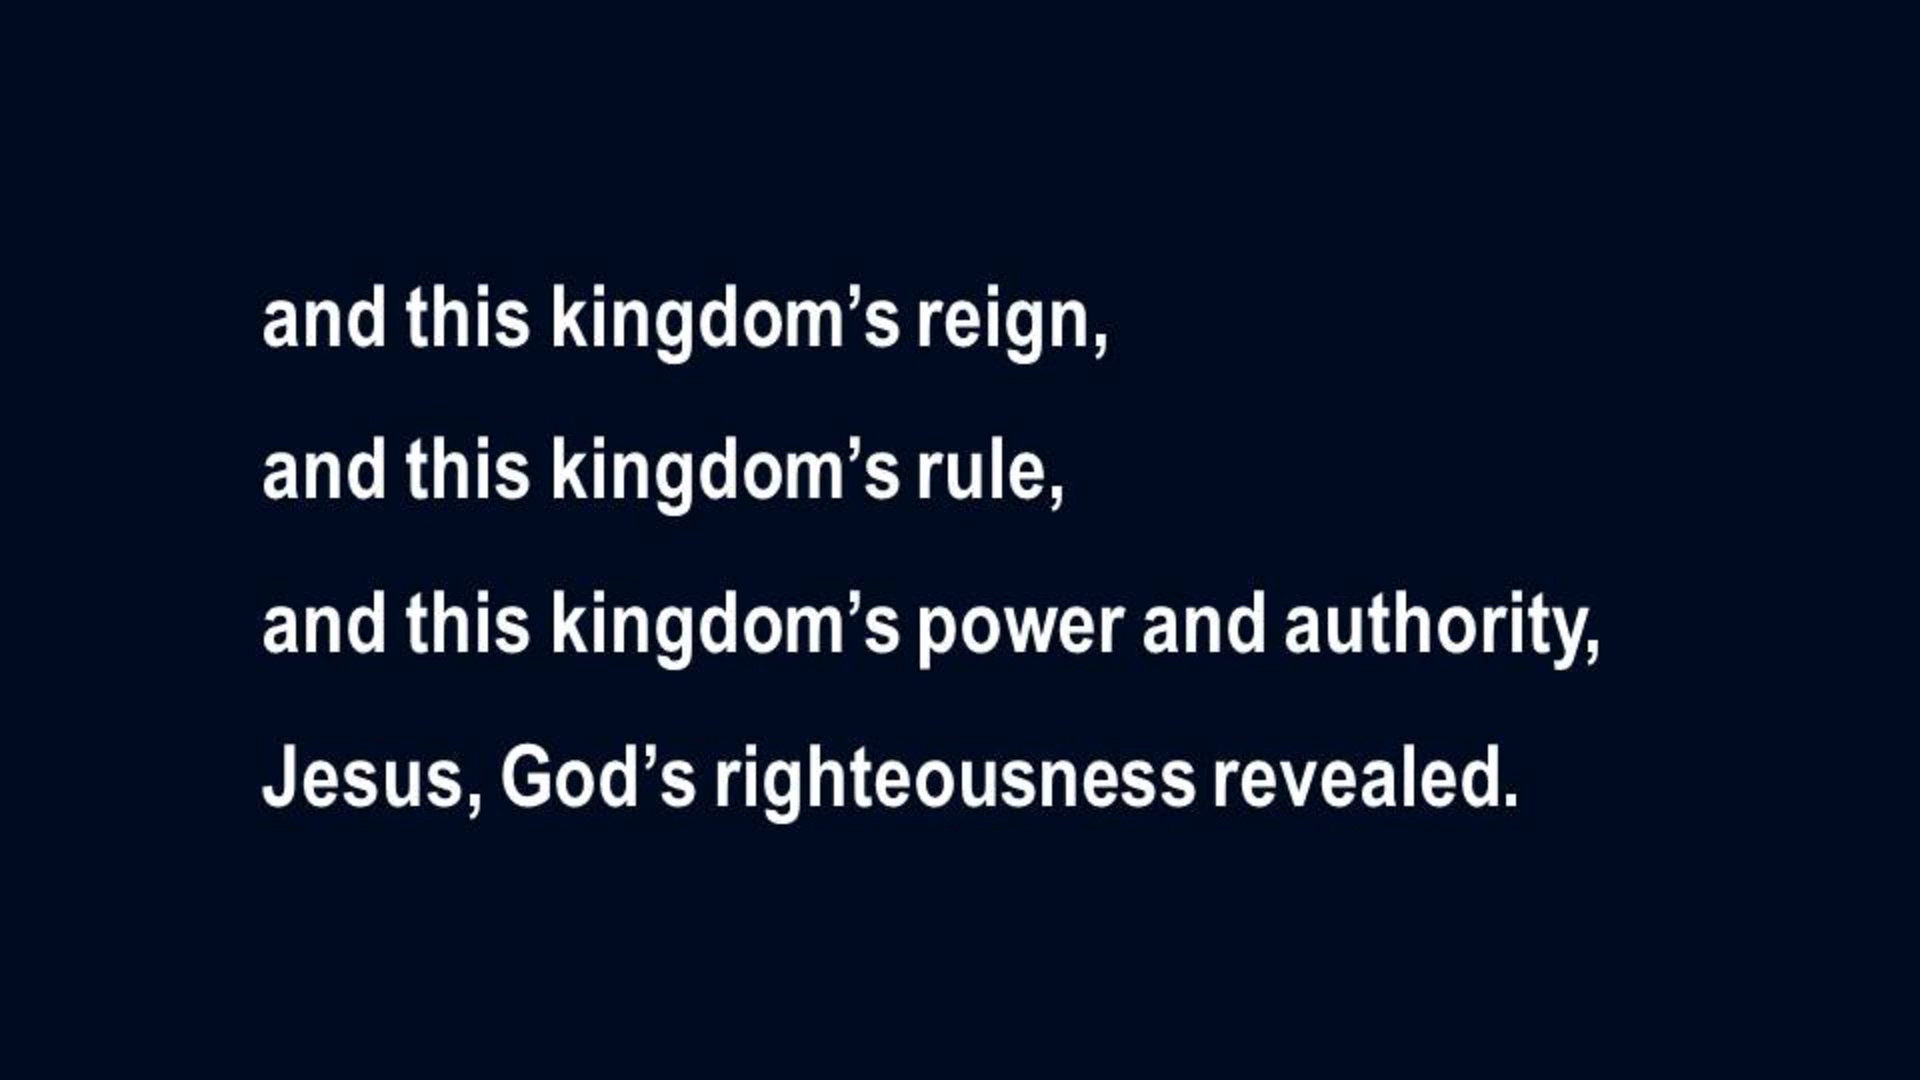 and this kingdom’s reign,
and this kingdom’s rule,
and this kingdom’s power and authority,
Jesus, God’s righteousness revealed.